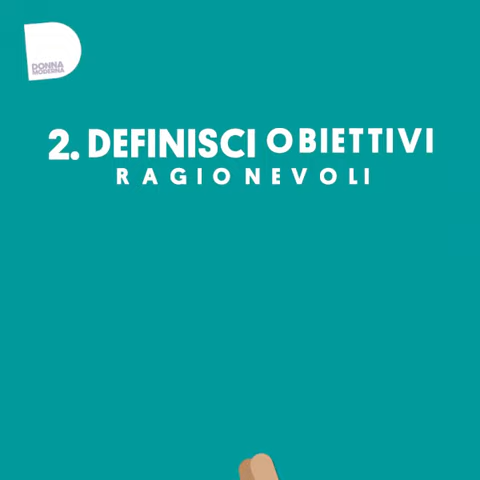 DONNA
MODERNA
2. DEFINISCI OBIETTIVI
RAGIONEVOLI